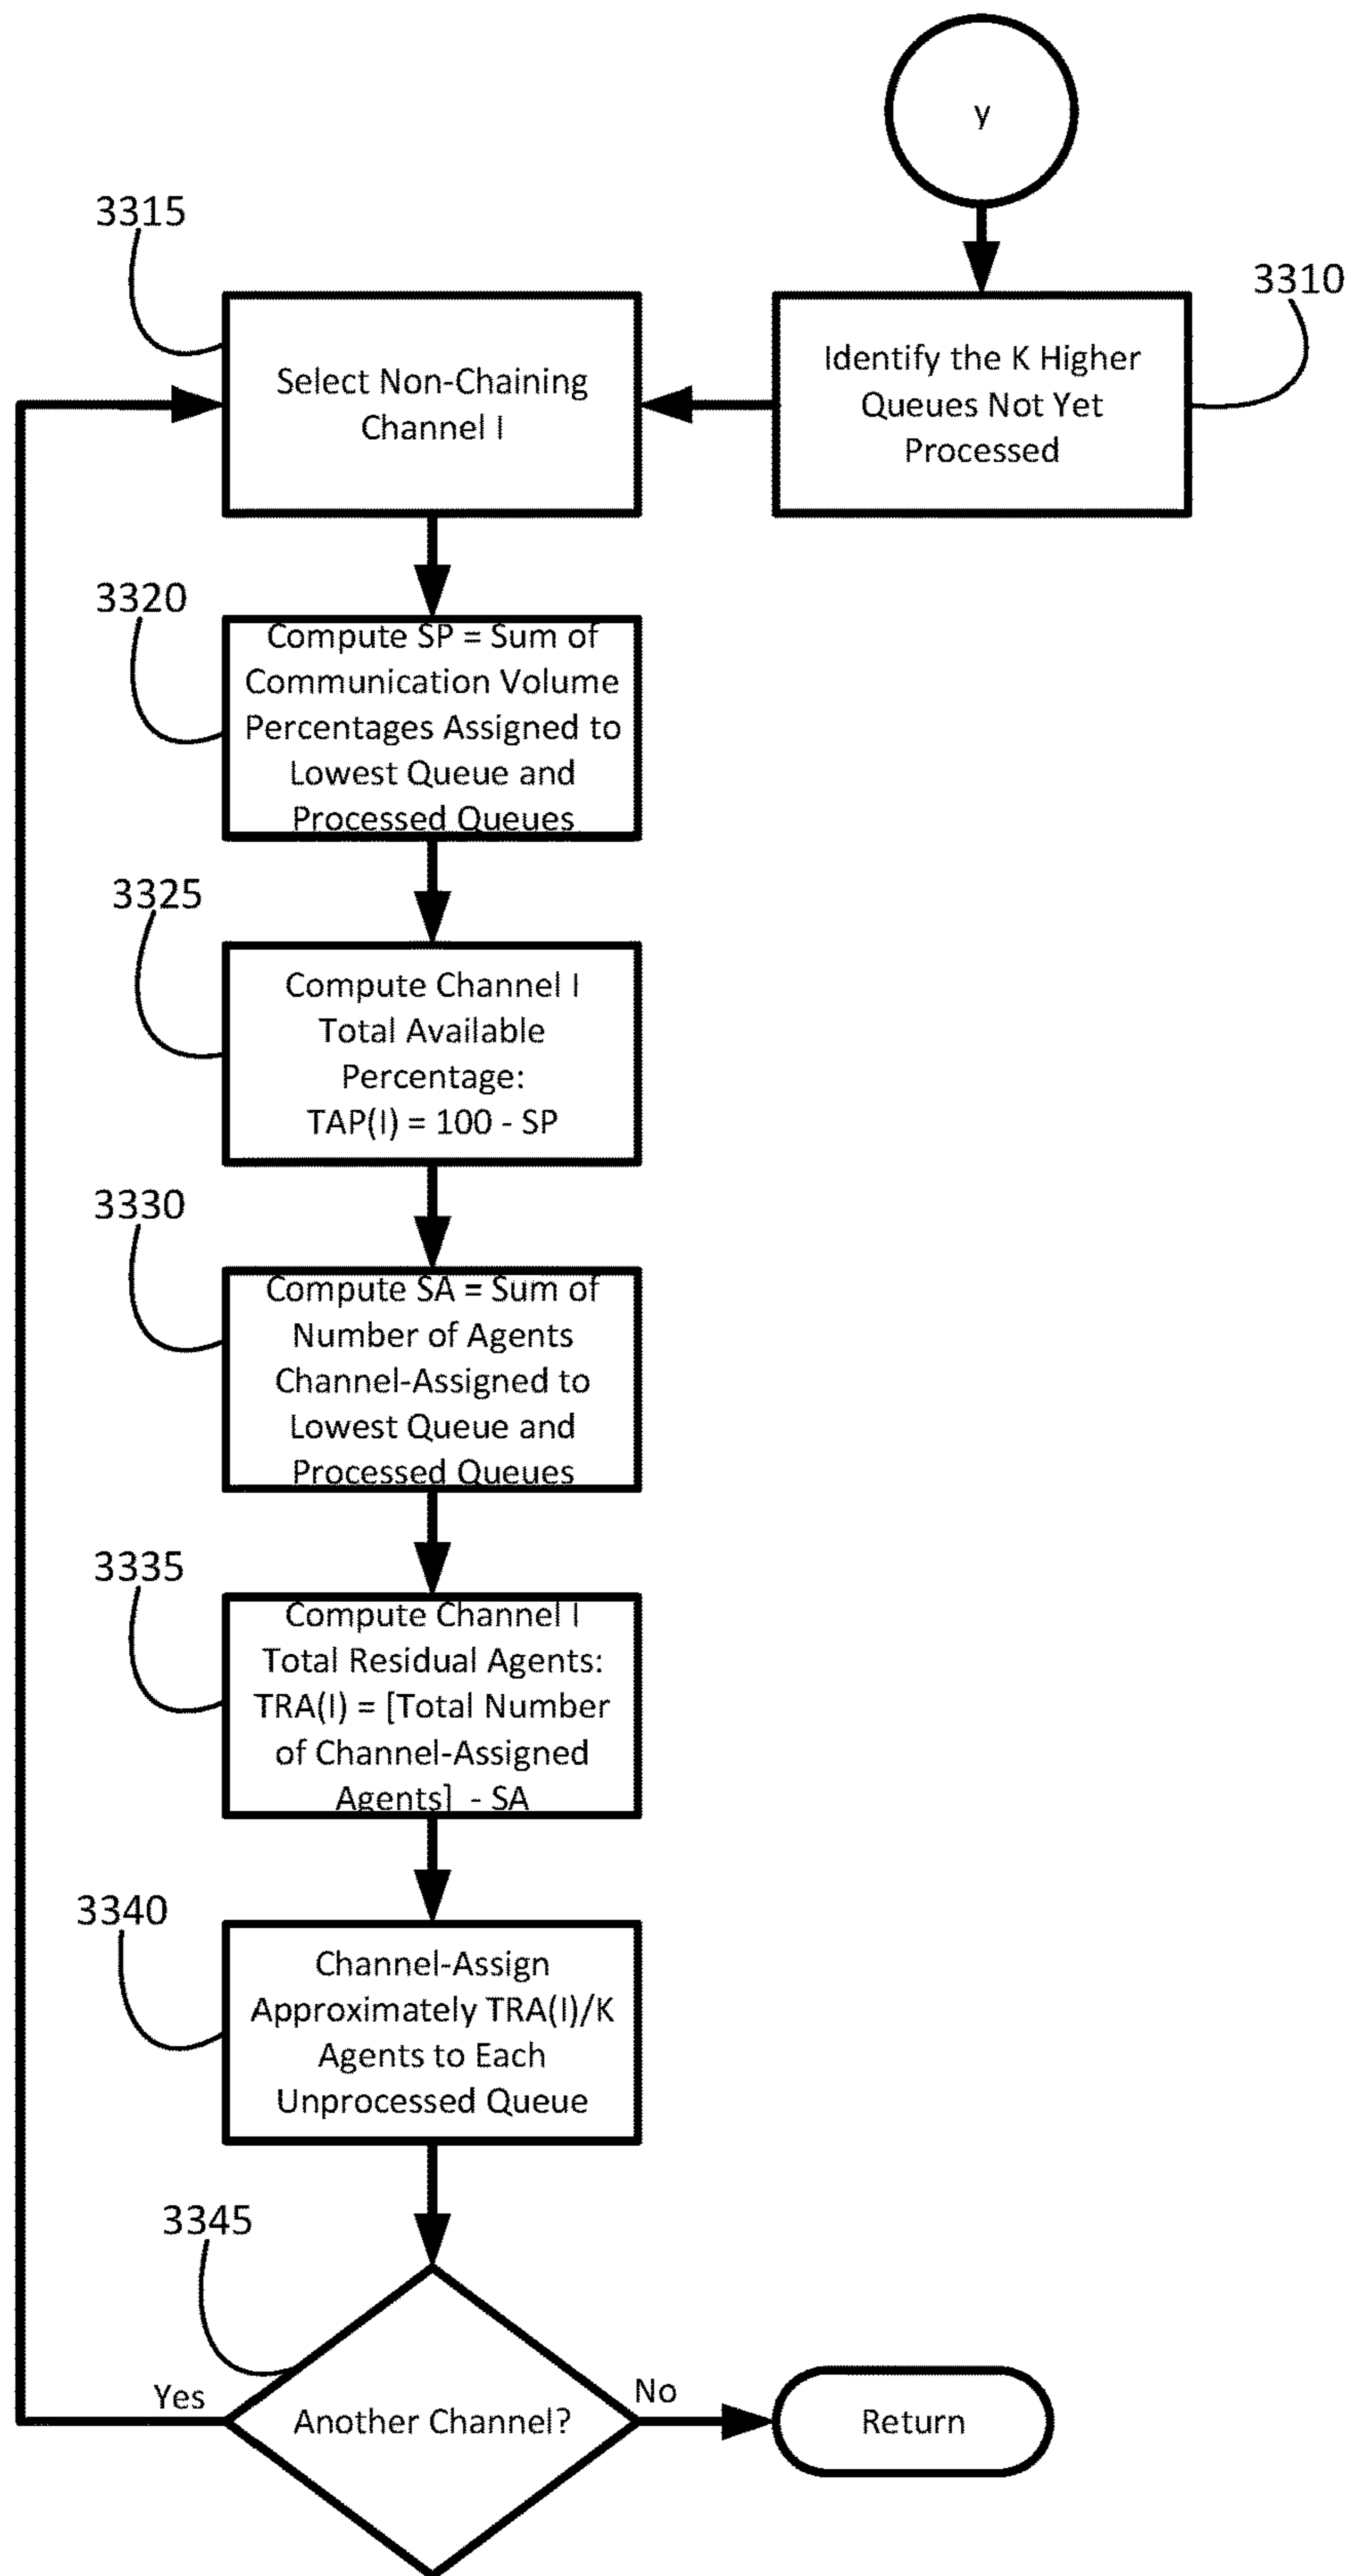 y
3310
Identify the K Higher
Queues Not Yet
Processed
3315
Select Non-Chaining
Channel I
3320
Compute SP = Sum of
Communication Volume
Percentages Assigned to
Lowest Queue and
Processed Queues
3325
Compute Channel I
Total Available
Percentage:
TAP(I) = 100 - SP
3330
Compute SA = Sum of
Number of Agents
Channel-Assigned to
Lowest Queue and
Processed Queues
3335
Compute Channel I
Total Residual Agents:
TRA(I) = [Total Number
of Channel-Assigned
Agents] - SA
3340
Channel-Assign
Approximately TRA(I)/K
Agents to Each
Unprocessed Queue
3345
Another Channel?
Yes
No
Return